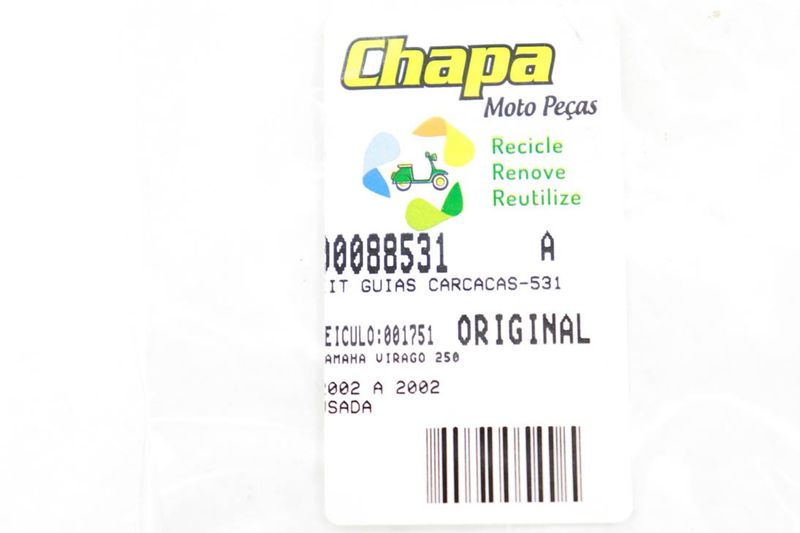 Chapa
Moto Peças
Recicle
Renove
Reutilize
00088531 A
IT GUIAS CARCACAS-531
EICULO:001751 ORIGINAL
AMAHA VIRAGO 250
2002 A 2002
USADA